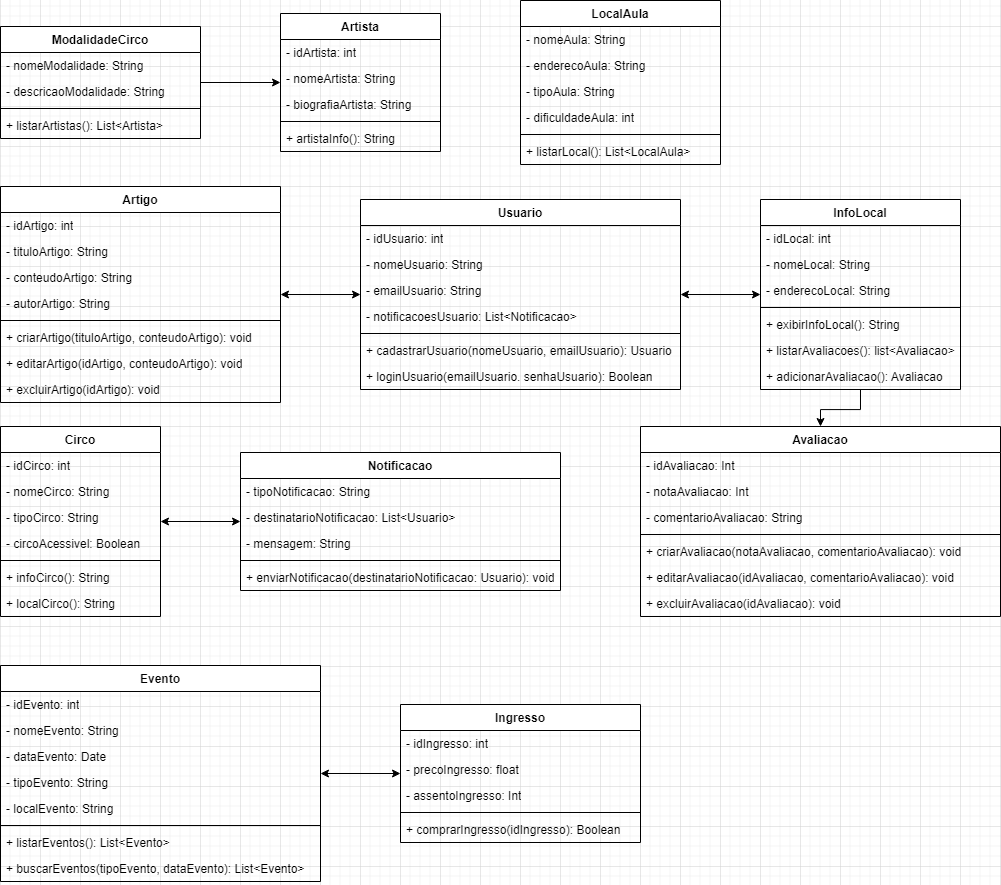 ModalidadeCirco
- nomeModalidade: String
- descricaoModalidade: String
+ listarArtistas(): List<Artista>
Artista
- idArtista: int
- nomeArtista: String
- biografiaArtista: String
+ artistaInfo(): String
LocalAula
- nomeAula: String
- enderecoAula: String
- tipoAula: String
- dificuldadeAula: int
+ listarLocal(): List<LocalAula>
Artigo
- idArtigo: int
- tituloArtigo: String
- conteudoArtigo: String
- autorArtigo: String
+ criarArtigo(tituloArtigo, conteudoArtigo): void
+ editarArtigo(idArtigo, conteudoArtigo): void
+ excluirArtigo(idArtigo): void
Usuario
- idUsuario: int
- nomeUsuario: String
- emailUsuario: String
- notificacoesUsuario: List<Notificacao>
+ cadastrarUsuario(nomeUsuario, emailUsuario): Usuario
+ loginUsuario(emailUsuario. senhaUsuario): Boolean
InfoLocal
- idLocal: int
- nomeLocal: String
- enderecoLocal: String
+ exibirInfoLocal(): String
+ listarAvaliacoes(): list<Avaliacao>
+ adicionarAvaliacao(): Avaliacao
Circo
- idCirco: int
- nomeCirco: String
- tipoCirco: String
- circoAcessivel: Boolean
+ infoCirco(): String
+ localCirco(): String
Notificacao
- tipoNotificacao: String
- destinatarioNotificacao: List<Usuario>
- mensagem: String
+ enviarNotificacao(destinatarioNotificacao: Usuario): void
Avaliacao
- idAvaliacao: Int
- notaAvaliacao: Int
- comentarioAvaliacao: String
+ criarAvaliacao(notaAvaliacao, comentarioAvaliacao): void
+ editarAvaliacao(idAvaliacao, comentarioAvaliacao): void
+ excluirAvaliacao(idAvaliacao): void
Evento
- idEvento: int
- nomeEvento: String
- dataEvento: Date
- tipoEvento: String
- localEvento: String
+ listarEventos(): List<Evento>
+ buscarEventos(tipoEvento, dataEvento): List<Evento>
Ingresso
- idIngresso: int
- precoIngresso: float
- assentoIngresso: Int
+ comprarIngresso(idIngresso): Boolean